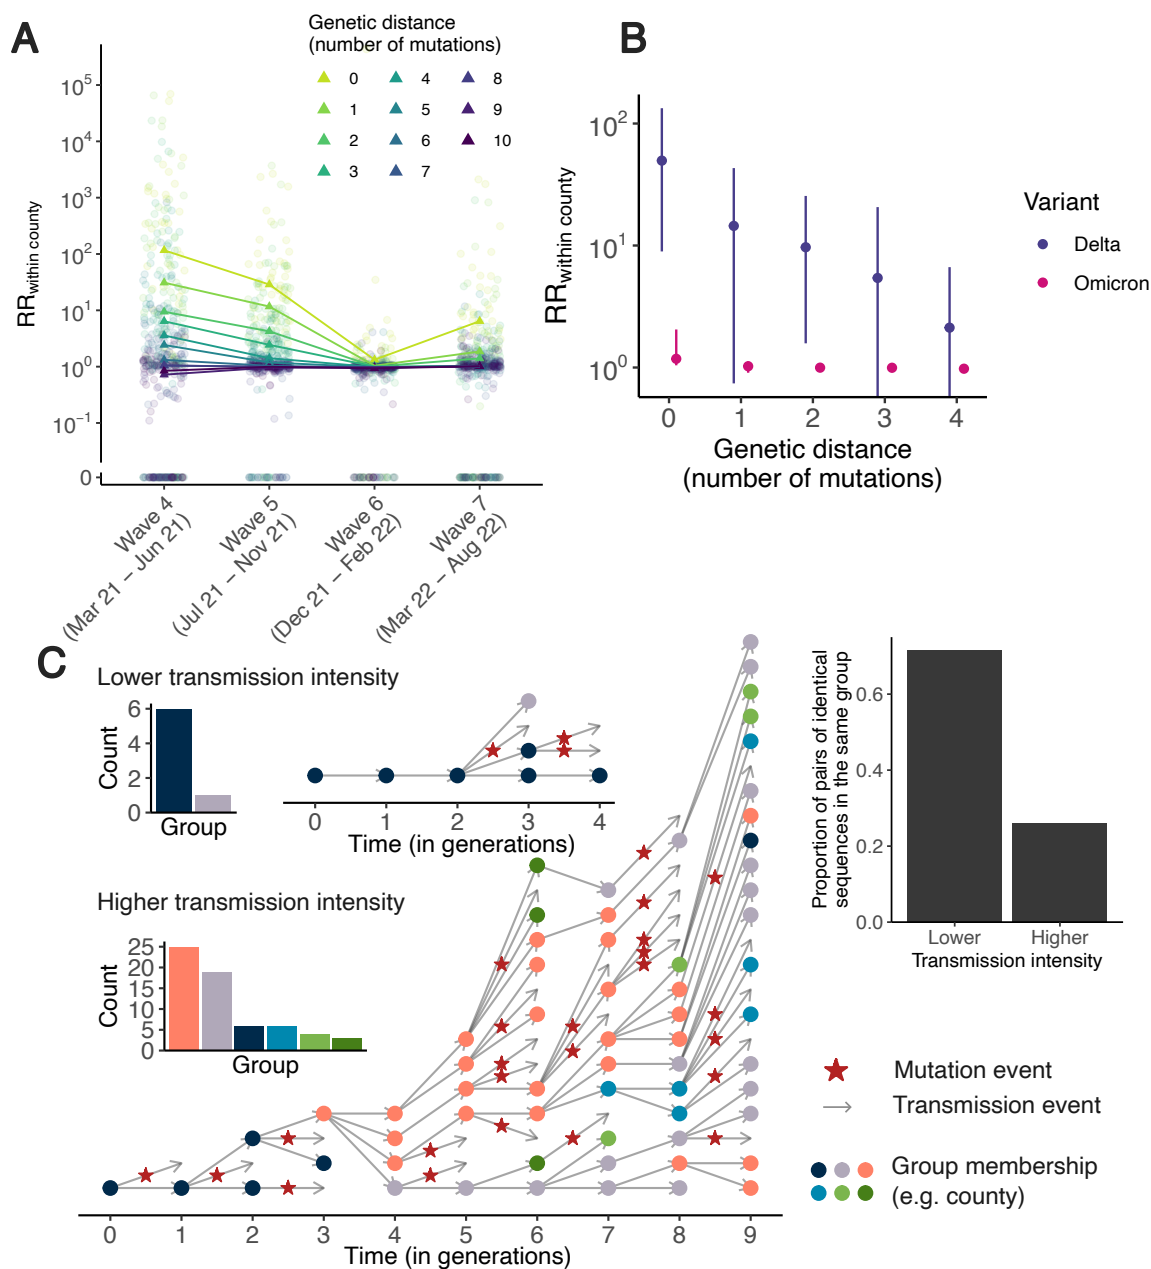 A
Genetic distance
(number of mutations)
0 4 8
1 5 9
2 6 10
3 7
RR within county
10^5
10^4
10^3
10^2
10^1
10^0
10^−1
0
Wave 4
(Mar 21 − Jun 21)
Wave 5
(Jul 21 − Nov 21)
Wave 6
(Dec 21 − Feb 22)
Wave 7
(Mar 22 − Aug 22)
B
RR within county
10^2
10^1
10^0
0 1 2 3 4
Genetic distance
(number of mutations)
Variant
Delta
Omicron
C
Lower transmission intensity
Count
6
4
2
0
Group
0 1 2 3 4
Time (in generations)
Higher transmission intensity
Count
25
20
15
10
5
0
Group
0 1 2 3 4 5 6 7 8 9
Time (in generations)
Proportion of pairs of identical
sequences in the same group
0.6
0.4
0.2
0.0
Lower Higher
Transmission intensity
Mutation event
Transmission event
Group membership
(e.g. county)